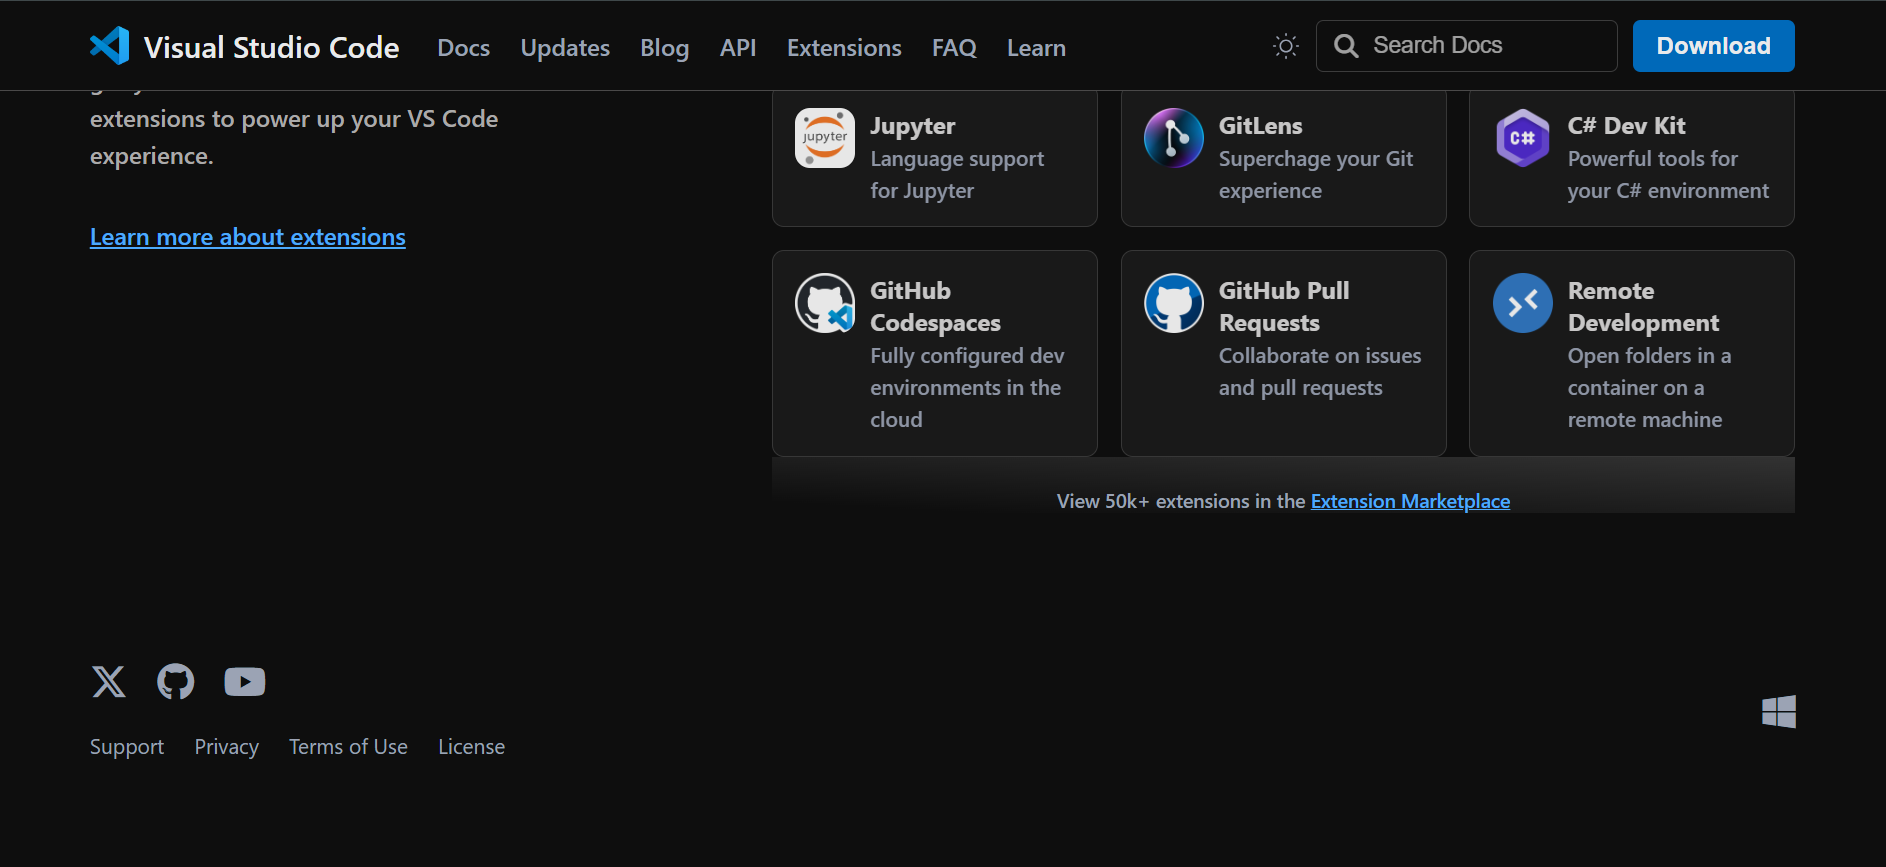 Visual Studio Code
Docs
Updates
Blog
API
Extensions
FAQ
Learn
Search Docs
Download
extensions to power up your VS Code
experience.
Learn more about extensions
jupyter
Jupyter
Language support
for Jupyter
GitLens
Superchage your Git
experience
C#
C# Dev Kit
Powerful tools for
your C# environment
GitHub
Codespaces
Fully configured dev
environments in the
cloud
GitHub Pull
Requests
Collaborate on issues
and pull requests
Remote
Development
Open folders in a
container on a
remote machine
View 50k+ extensions in the Extension Marketplace
Support
Privacy
Terms of Use
License